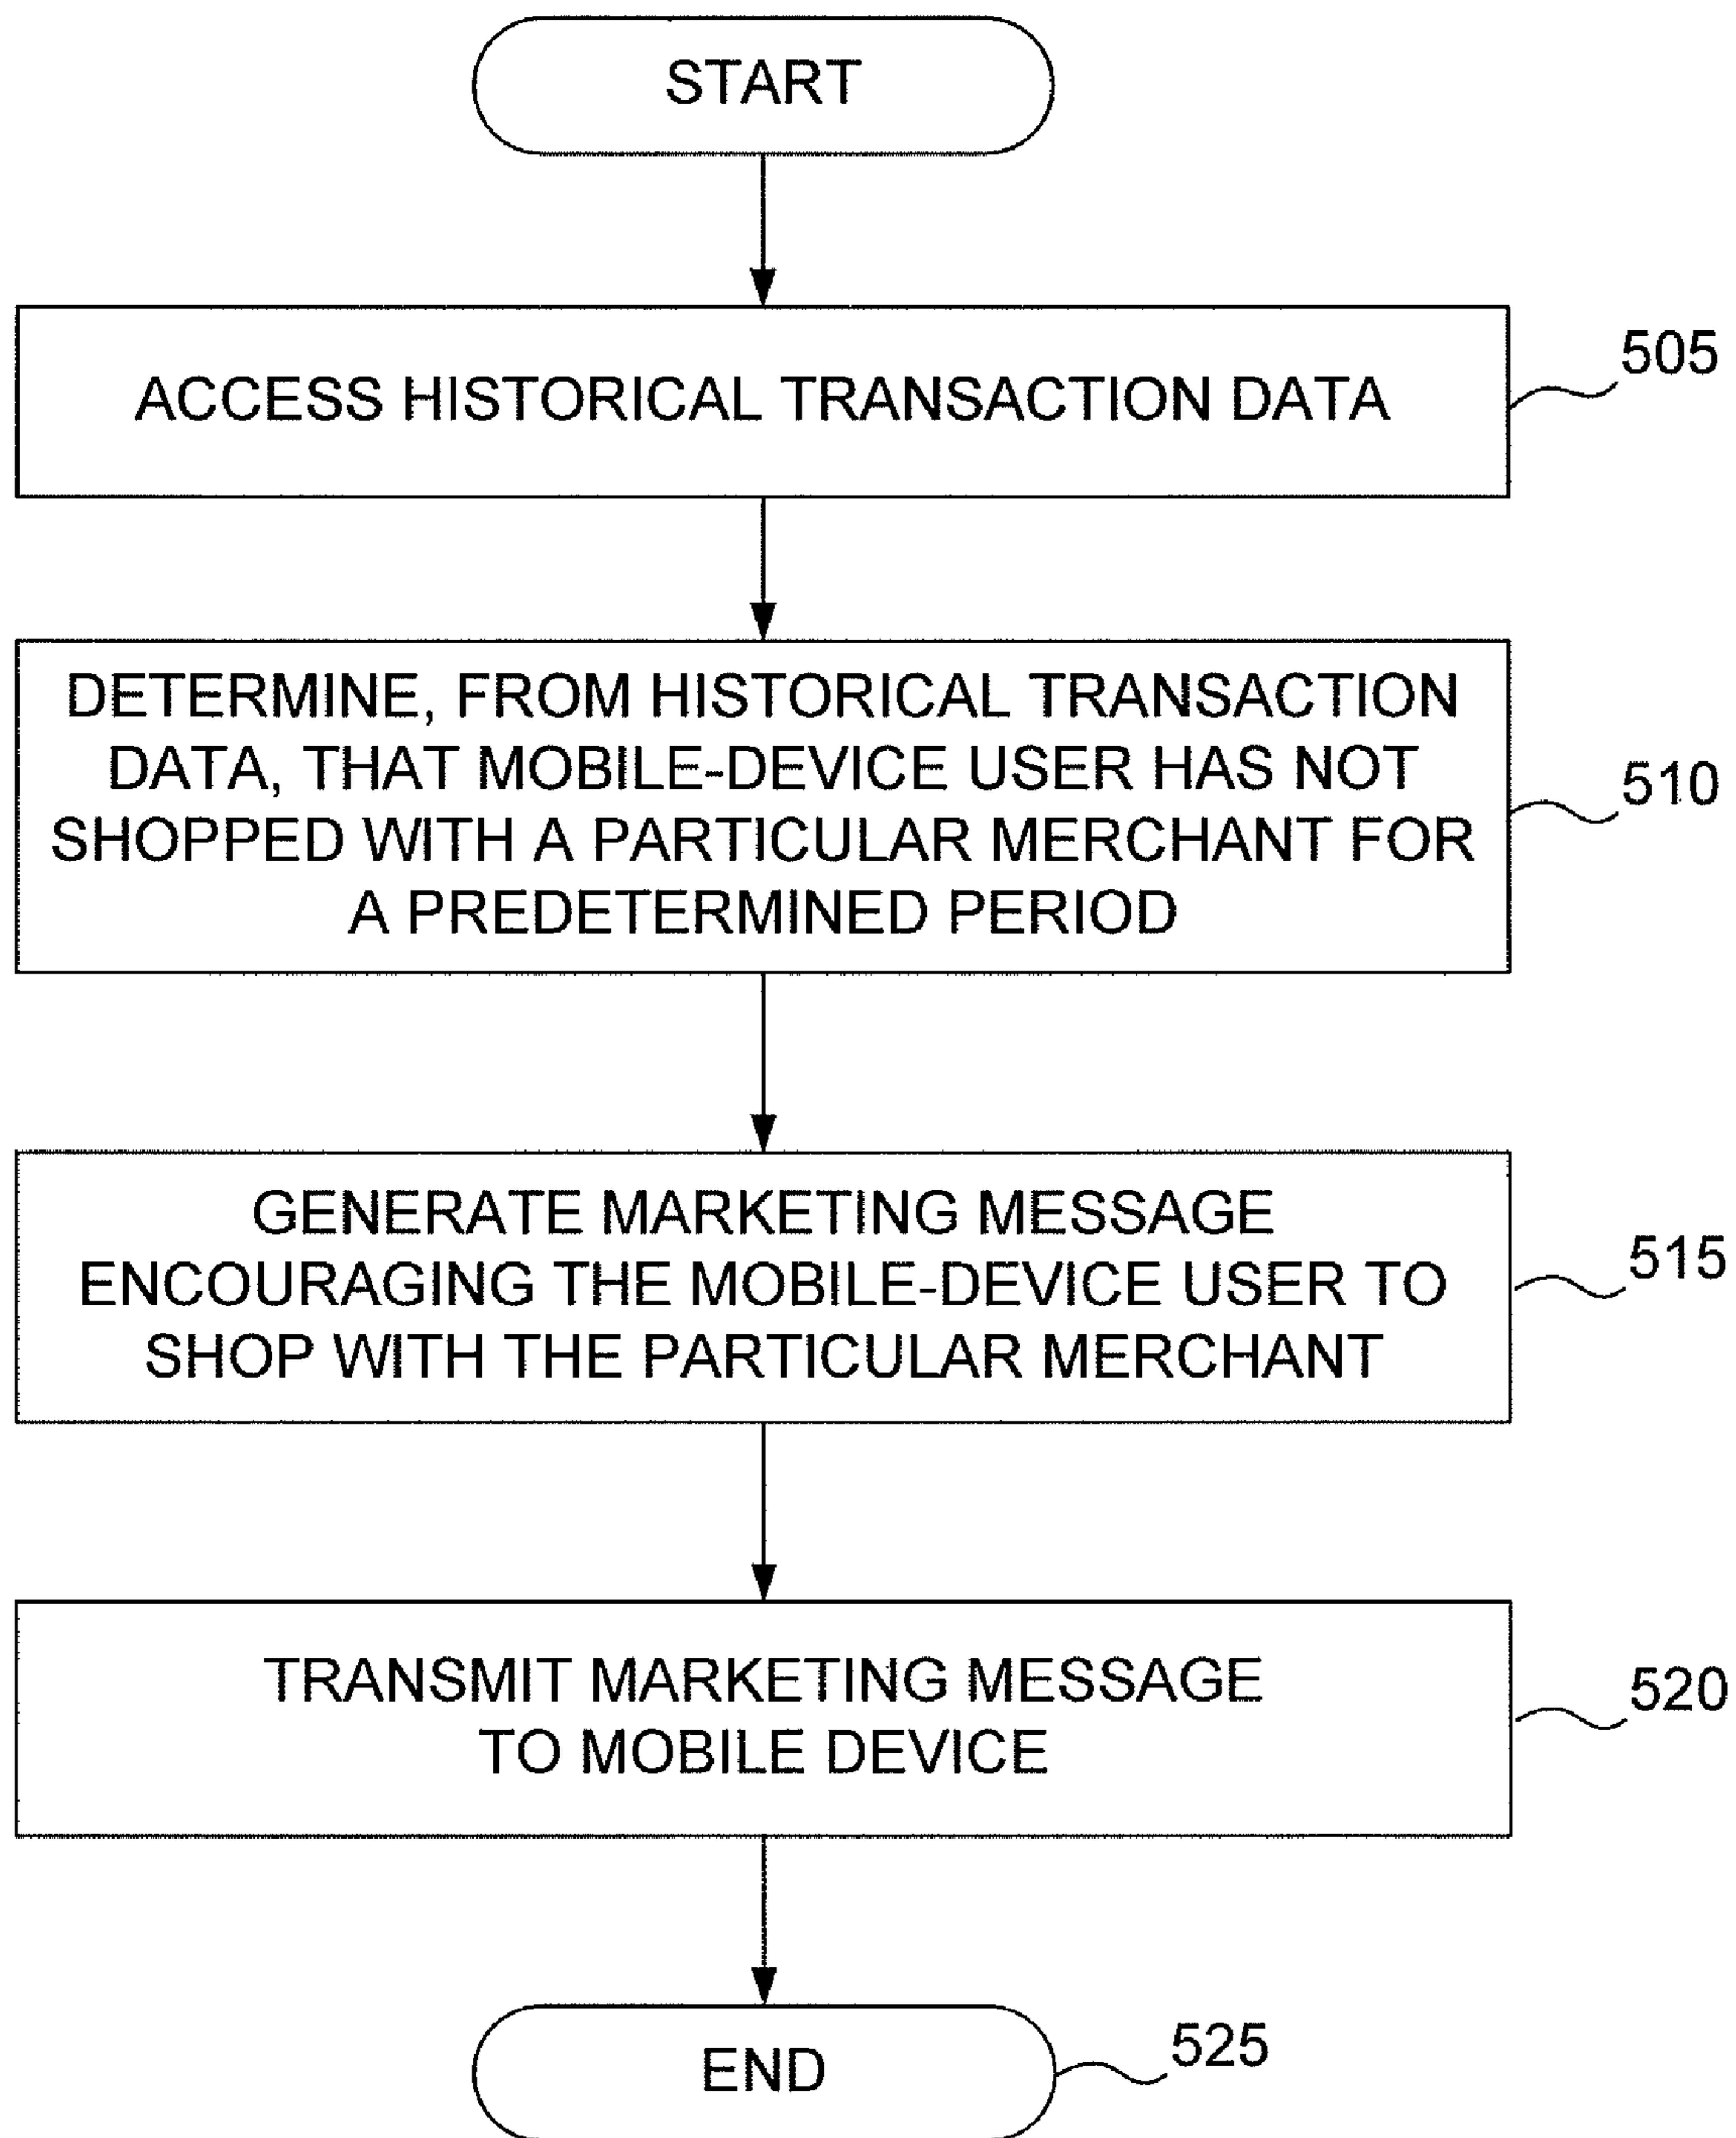 START
ACCESS HISTORICAL TRANSACTION DATA
505
DETERMINE, FROM HISTORICAL TRANSACTION
DATA, THAT MOBILE-DEVICE USER HAS NOT
SHOPPED WITH A PARTICULAR MERCHANT FOR
A PREDETERMINED PERIOD
510
GENERATE MARKETING MESSAGE
ENCOURAGING THE MOBILE-DEVICE USER TO
SHOP WITH THE PARTICULAR MERCHANT
515
TRANSMIT MARKETING MESSAGE
TO MOBILE DEVICE
520
END
525